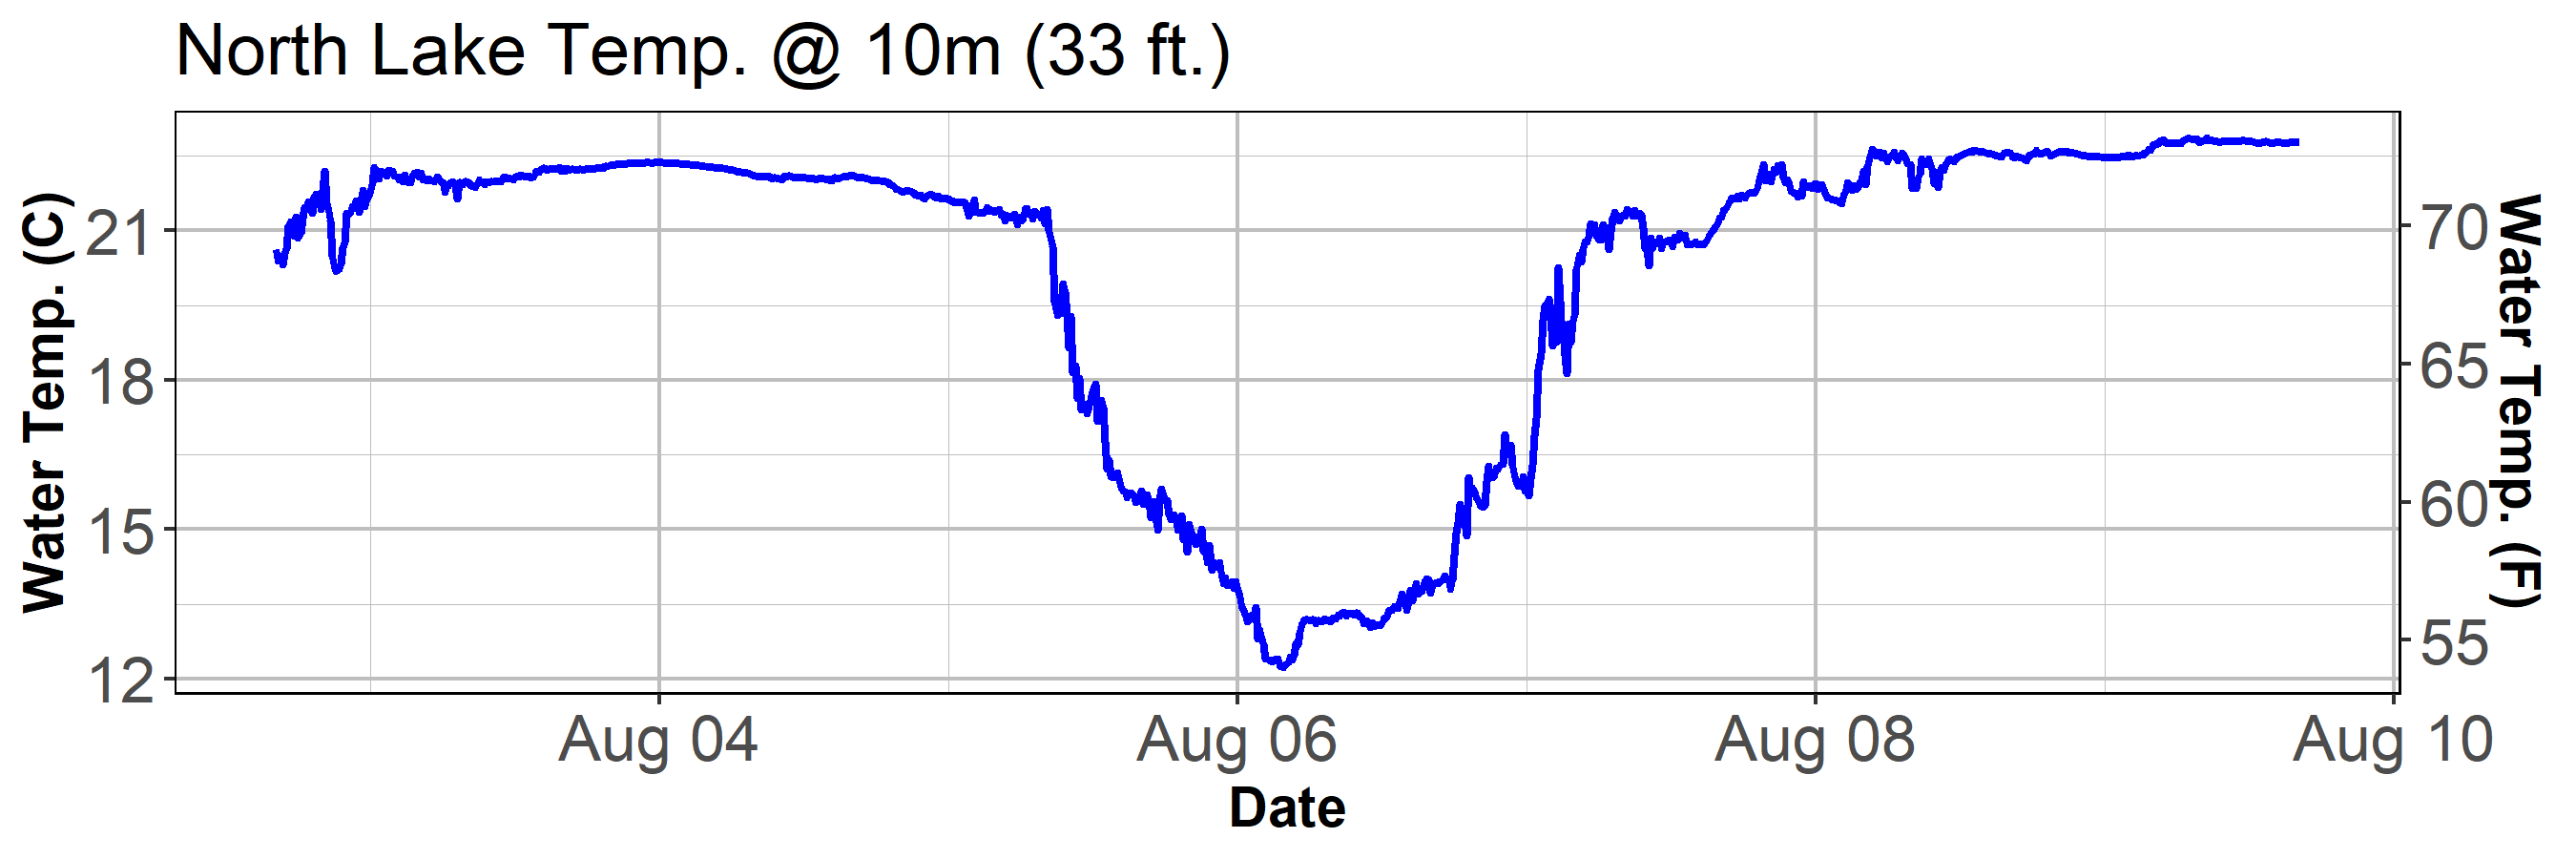 North Lake Temp. @ 10m (33 ft.)
Water Temp. (C)
21
18
15
12
70
65
60
55
Water Temp. (F)
Aug 04
Aug 06
Aug 08
Aug 10
Date